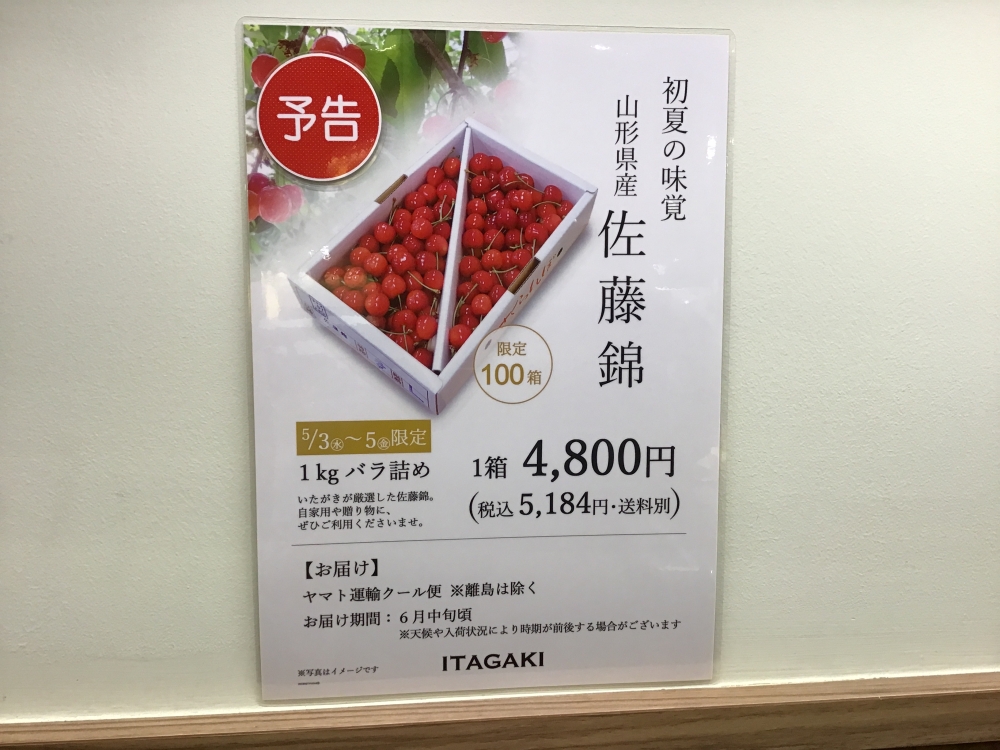 予告
初夏の味覚
山形県産
佐藤錦
限定
100箱
5/3㊌〜5㊎限定
1kg バラ詰め
いたがきが厳選した佐藤錦。
自家用や贈り物に、
ぜひご利用くださいませ。
1箱 4,800円
(税込 5,184円・送料別)
【お届け】
ヤマト運輸クール便 ※離島は除く
お届け期間:6月中旬頃
※天候や入荷状況により時期が前後する場合がございます
※写真はイメージです
ITAGAKI